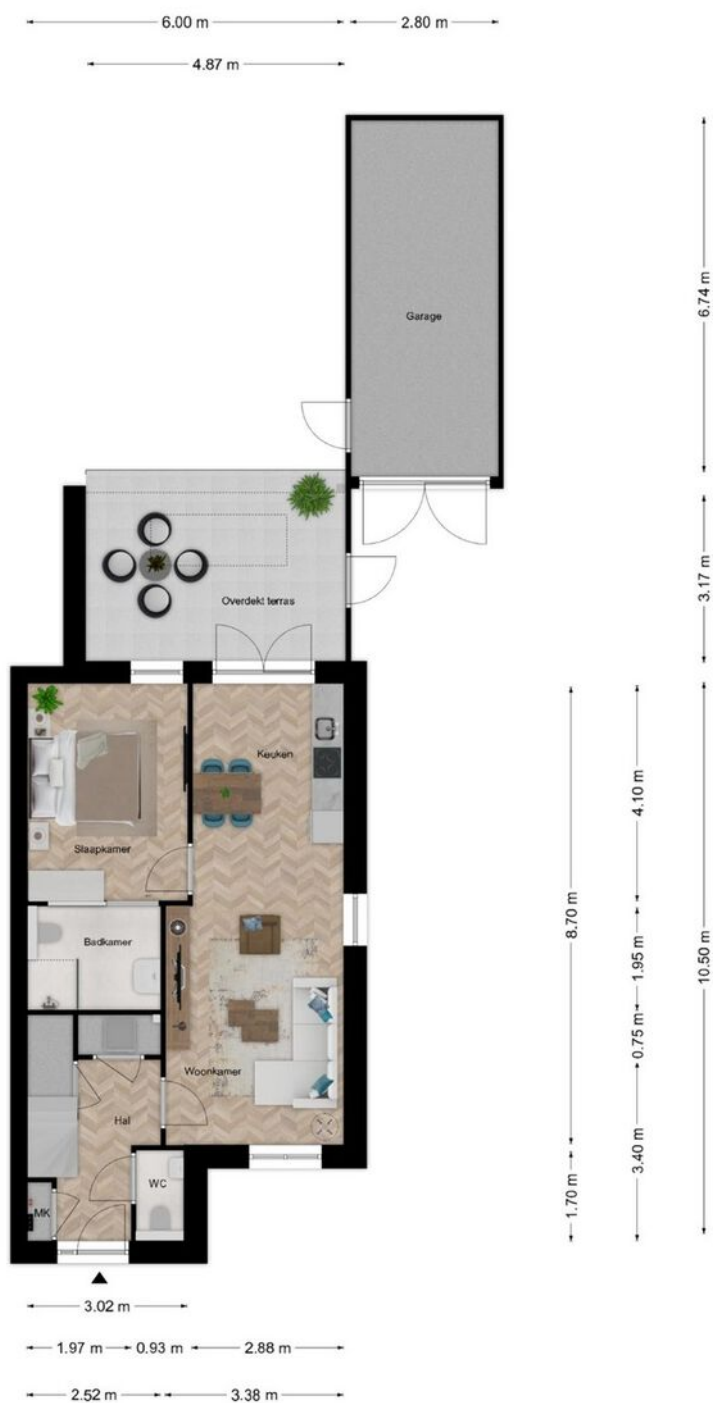 6.00 m
2.80 m
4.87 m
Garage
6.74 m
3.17 m
Overdekt terras
Keuken
Slaapkamer
4.10 m
8.70 m
Badkamer
1.95 m
10.50 m
0.75 m
Woonkamer
Hal
3.40 m
WC
1.70 m
MK
3.02 m
1.97 m
0.93 m
2.88 m
2.52 m
3.38 m